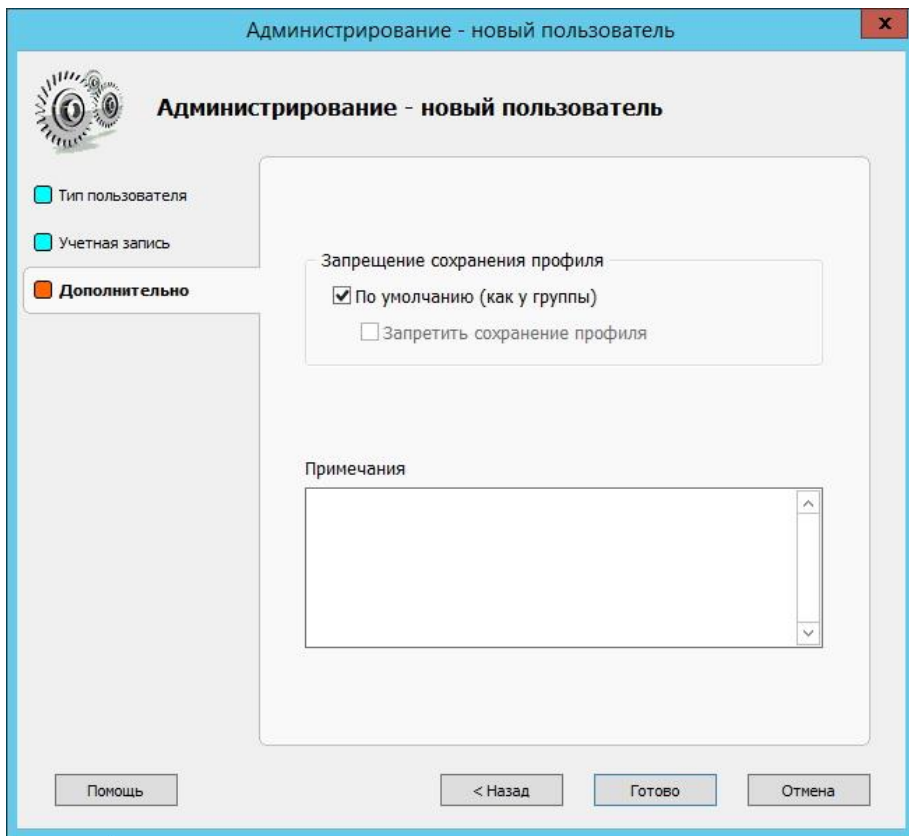 Администрирование - новый пользователь
x
Администрирование - новый пользователь
Тип пользователя
Учетная запись
Дополнительно
Запрещение сохранения профиля
По умолчанию (как у группы)
Запретить сохранение профиля
Примечания
Помощь
< Назад
Готово
Отмена